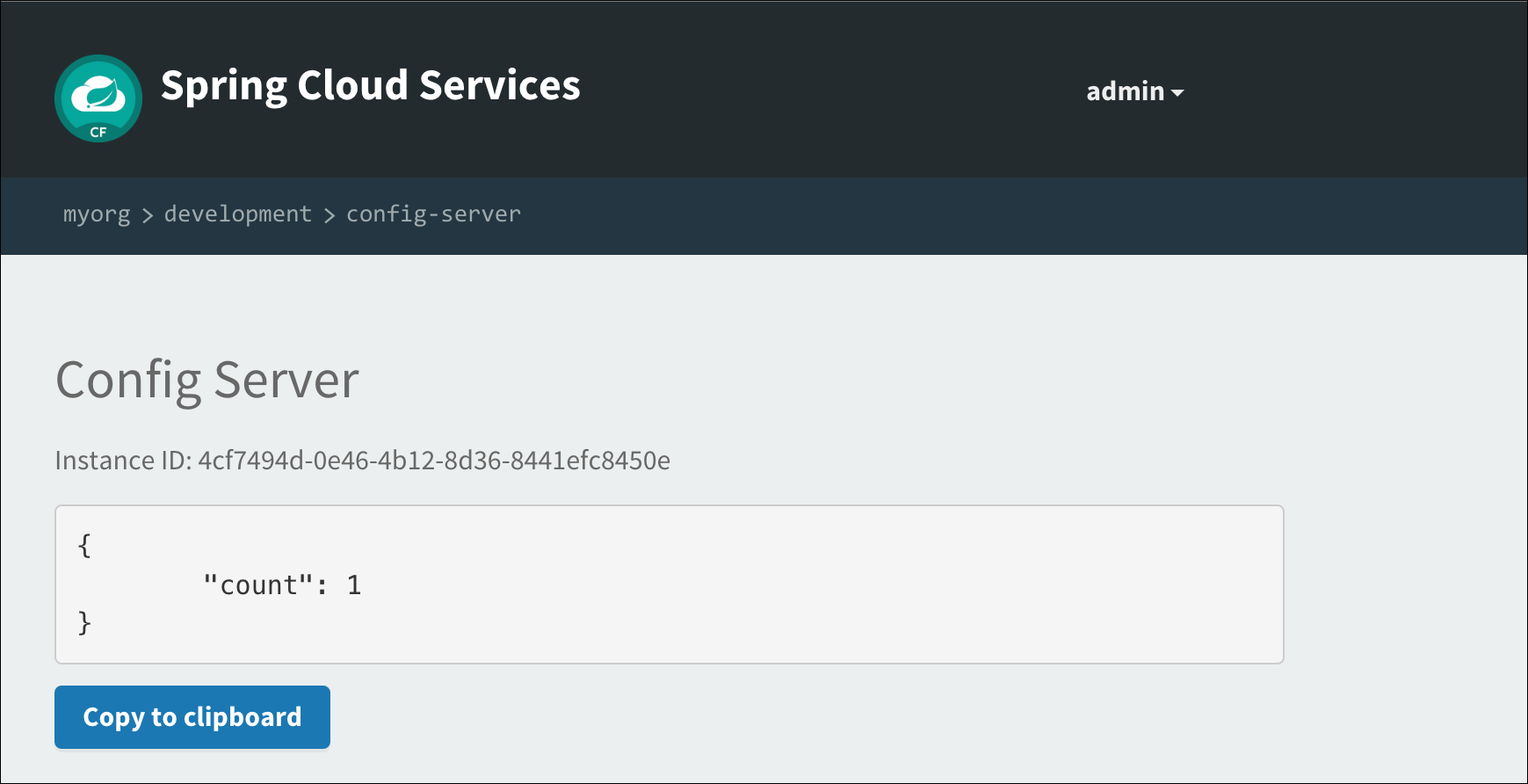 CF
Spring Cloud Services
admin
myorg > development > config-server
Config Server
Instance ID: 4cf7494d-0e46-4b12-8d36-8441efc8450e
{
"count": 1
}
Copy to clipboard